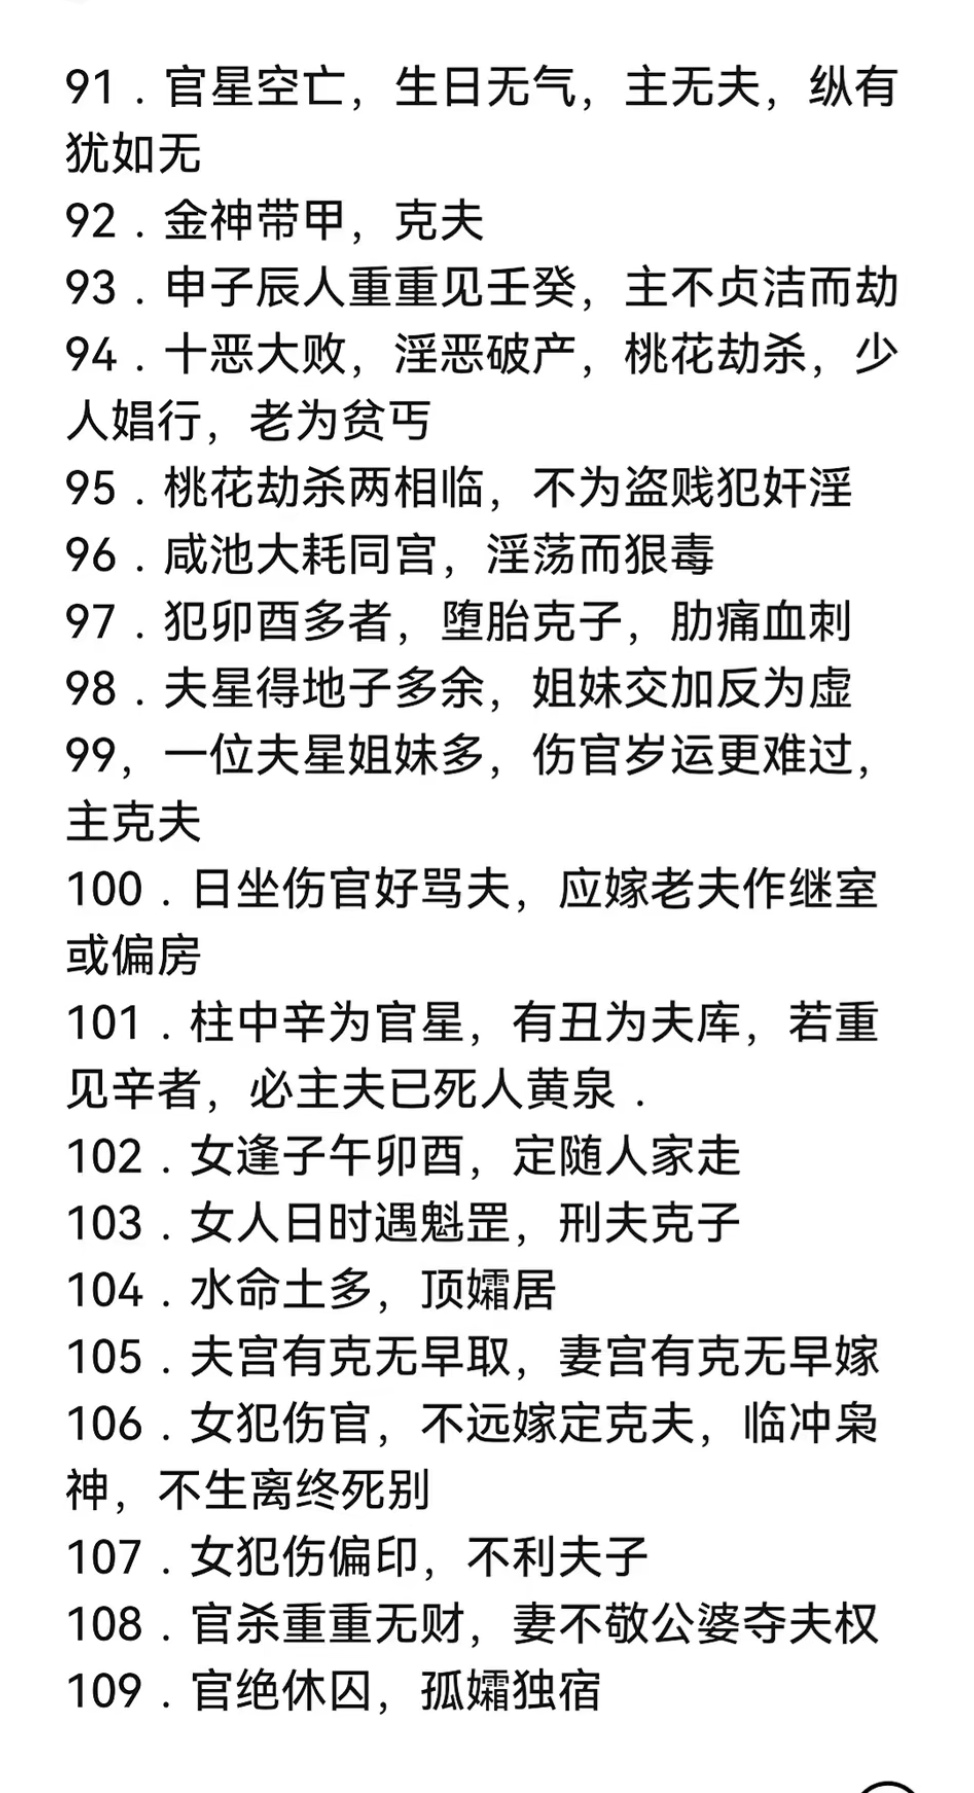 91．官星空亡，生日无气，主无夫，纵有
犹如无
92．金神带甲，克夫
93．申子辰人重重见壬癸，主不贞洁而劫
94．十恶大败，淫恶破产，桃花劫杀，少
人娼行，老为贫丐
95．桃花劫杀两相临，不为盗贱犯奸淫
96．咸池大耗同宫，淫荡而狠毒
97．犯卯酉多者，堕胎克子，肋痛血刺
98．夫星得地子多余，姐妹交加反为虚
99，一位夫星姐妹多，伤官岁运更难过，
主克夫
100．日坐伤官好骂夫，应嫁老夫作继室
或偏房
101．柱中辛为官星，有丑为夫库，若重
见辛者，必主夫已死人黄泉．
102．女逢子午卯酉，定随人家走
103．女人日时遇魁罡，刑夫克子
104．水命土多，顶孀居
105．夫宫有克无早取，妻宫有克无早嫁
106．女犯伤官，不远嫁定克夫，临冲枭
神，不生离终死别
107．女犯伤偏印，不利夫子
108．官杀重重无财，妻不敬公婆夺夫权
109．官绝休囚，孤孀独宿